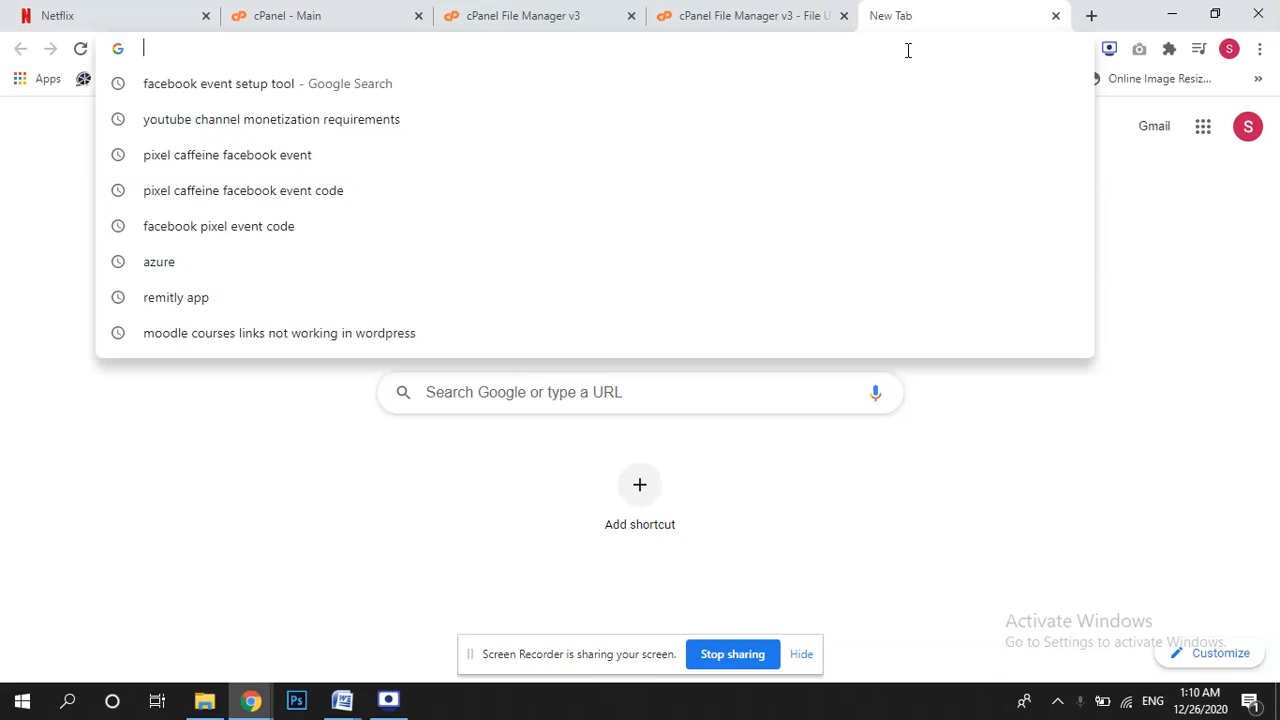 Netflix
cPanel - Main
cPanel File Manager v3
cPanel File Manager v3 - File U
New Tab
S
Apps
Online Image Resiz...
facebook event setup tool - Google Search
youtube channel monetization requirements
pixel caffeine facebook event
pixel caffeine facebook event code
facebook pixel event code
azure
remitly app
moodle courses links not working in wordpress
Gmail
S
Search Google or type a URL
Add shortcut
Activate Windows
Go to Settings to activate Windows.
Customize
Screen Recorder is sharing your screen.
Stop sharing
Hide
Ps
ENG
1:10 AM
12/26/2020
1